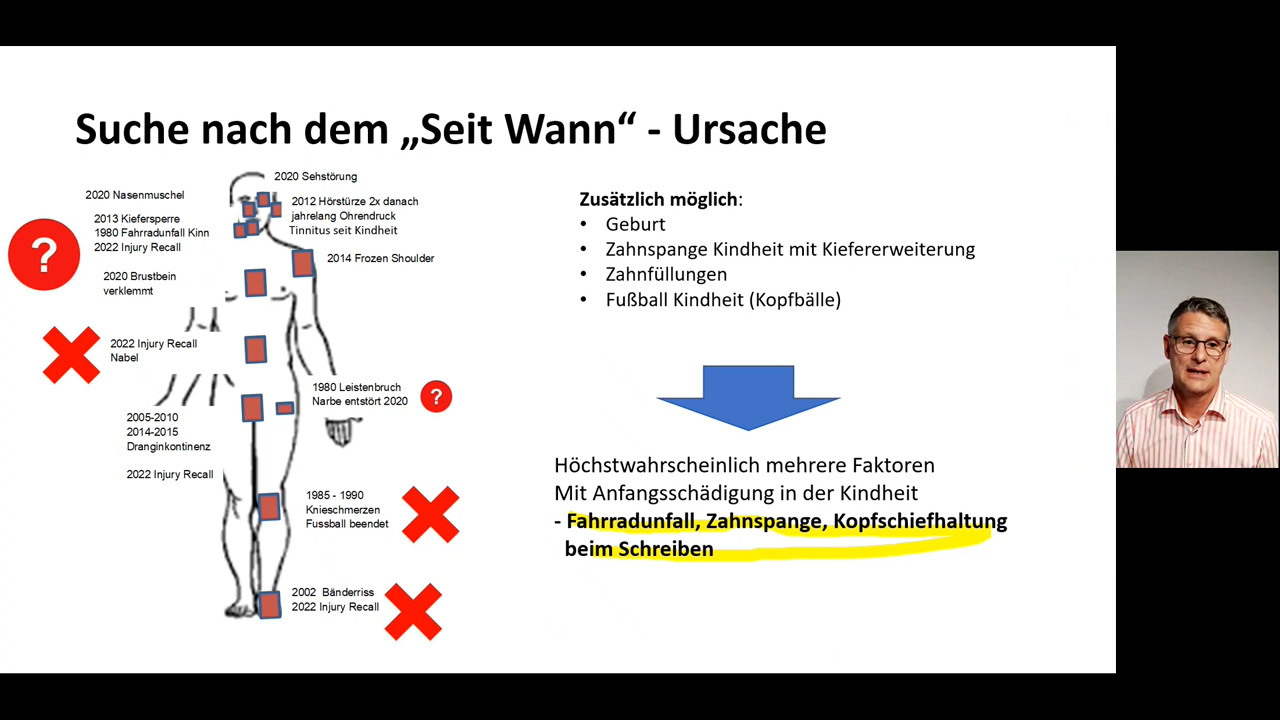 Suche nach dem „Seit Wann“ - Ursache
2020 Sehstörung
2020 Nasenmuschel
2012 Hörstürze 2x danach
jahrelang Ohrendruck
Tinnitus seit Kindheit
2013 Kiefersperre
1980 Fahrradunfall Kinn
2022 Injury Recall
?
2014 Frozen Shoulder
2020 Brustbein
verklemmt
2022 Injury Recall
Nabel
1980 Leistenbruch
Narbe entstört 2020
?
2005-2010
2014-2015
Dranginkontinenz
2022 Injury Recall
1985 - 1990
Knieschmerzen
Fussball beendet
2002 Bänderriss
2022 Injury Recall
Zusätzlich möglich:
• Geburt
• Zahnspange Kindheit mit Kiefererweiterung
• Zahnfüllungen
• Fußball Kindheit (Kopfbälle)
Höchstwahrscheinlich mehrere Faktoren
Mit Anfangsschädigung in der Kindheit
- Fahrradunfall, Zahnspange, Kopfschiefhaltung
beim Schreiben